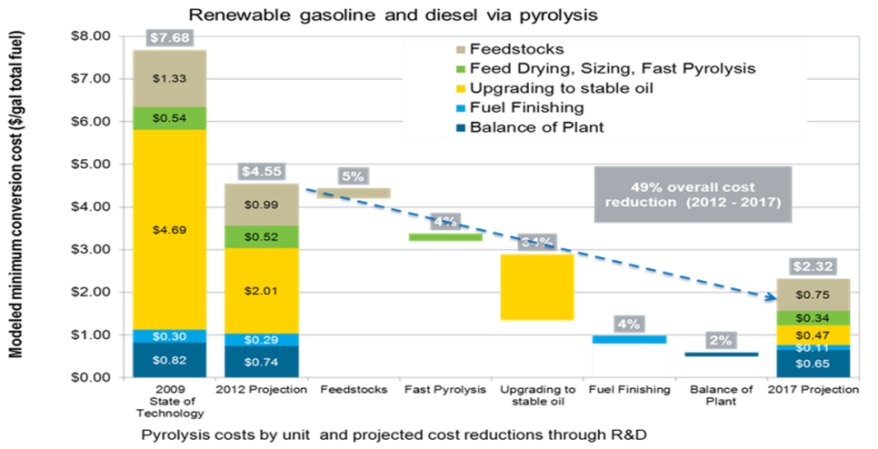 Renewable gasoline and diesel via pyrolysis
Modeled minimum conversion cost ($/gal total fuel)
$8.00
$7.00
$6.00
$5.00
$4.00
$3.00
$2.00
$1.00
$0.00
Feedstocks
Feed Drying, Sizing, Fast Pyrolysis
Upgrading to stable oil
Fuel Finishing
Balance of Plant
49% overall cost
reduction (2012 - 2017)
$7.68
$1.33
$0.54
$4.69
$0.30
$0.82
$4.55
$0.99
$0.52
$2.01
$0.29
$0.74
5%
4%
34%
4%
2%
$2.32
$0.75
$0.34
$0.47
$0.11
$0.65
2009
State of
Technology
2012 Projection
Feedstocks
Fast Pyrolysis
Upgrading to
stable oil
Fuel Finishing
Balance of
Plant
2017 Projection
Pyrolysis costs by unit and projected cost reductions through R&D